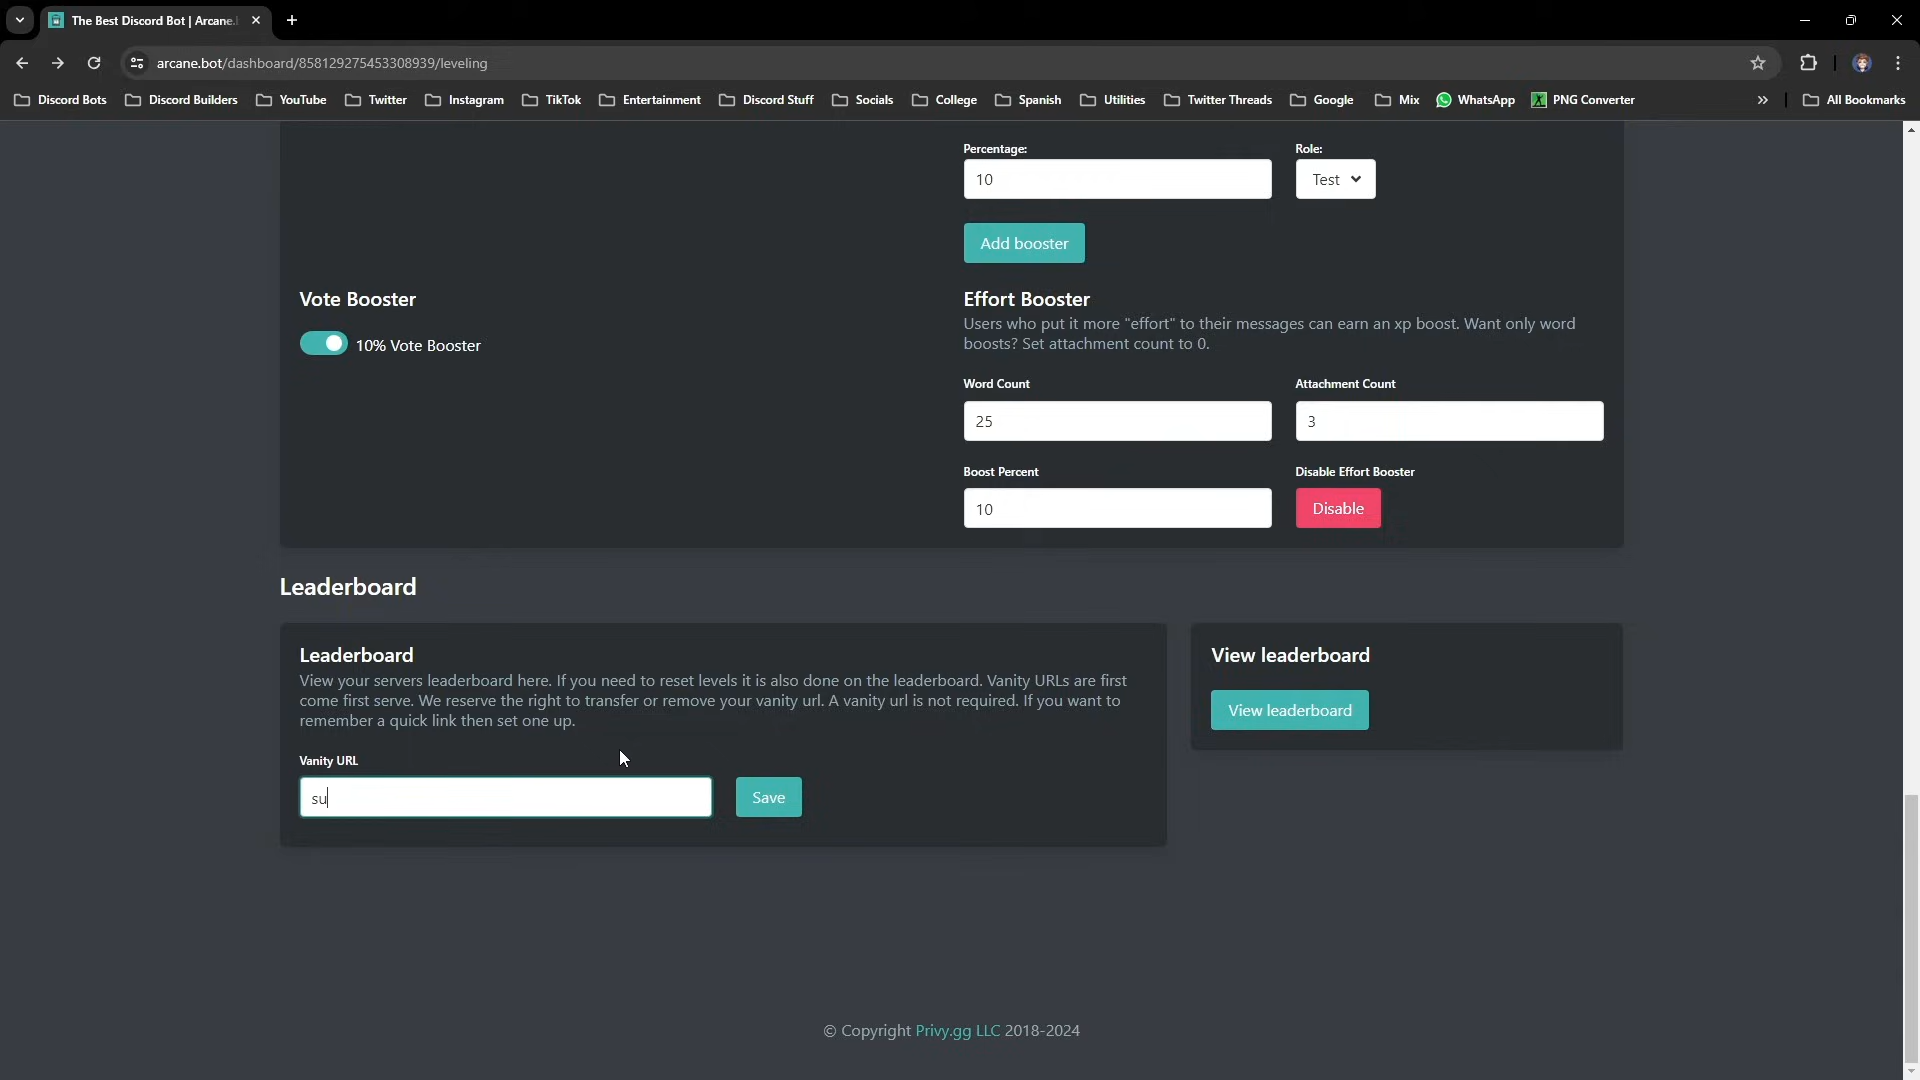 The Best Discord Bot | Arcane.
arcane.bot/dashboard/858129275453308939/leveling
Discord Bots Discord Builders YouTube Twitter Instagram TikTok Entertainment Discord Stuff Socials College Spanish Utilities Twitter Threads Google Mix WhatsApp PNG Converter » All Bookmarks
Percentage: Role:
10 Test
Add booster
Vote Booster
10% Vote Booster
Effort Booster
Users who put it more "effort" to their messages can earn an xp boost. Want only word
boosts? Set attachment count to 0.
Word Count Attachment Count
25 3
Boost Percent Disable Effort Booster
10 Disable
Leaderboard
Leaderboard
View your servers leaderboard here. If you need to reset levels it is also done on the leaderboard. Vanity URLs are first
come first serve. We reserve the right to transfer or remove your vanity url. A vanity url is not required. If you want to
remember a quick link then set one up.
Vanity URL
su Save
View leaderboard
View leaderboard
© Copyright Privy.gg LLC 2018-2024